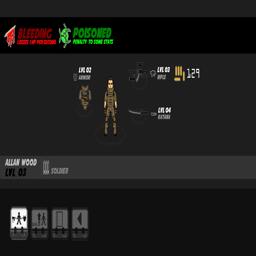 BLEEDING
POISONED
PENALTY TO SOME STATS
LVL 02
ARMOR
LVL 03
RIFLE
129
LVL 04
KATANA
ALLAN WOOD
LVL 03
SOLDIER